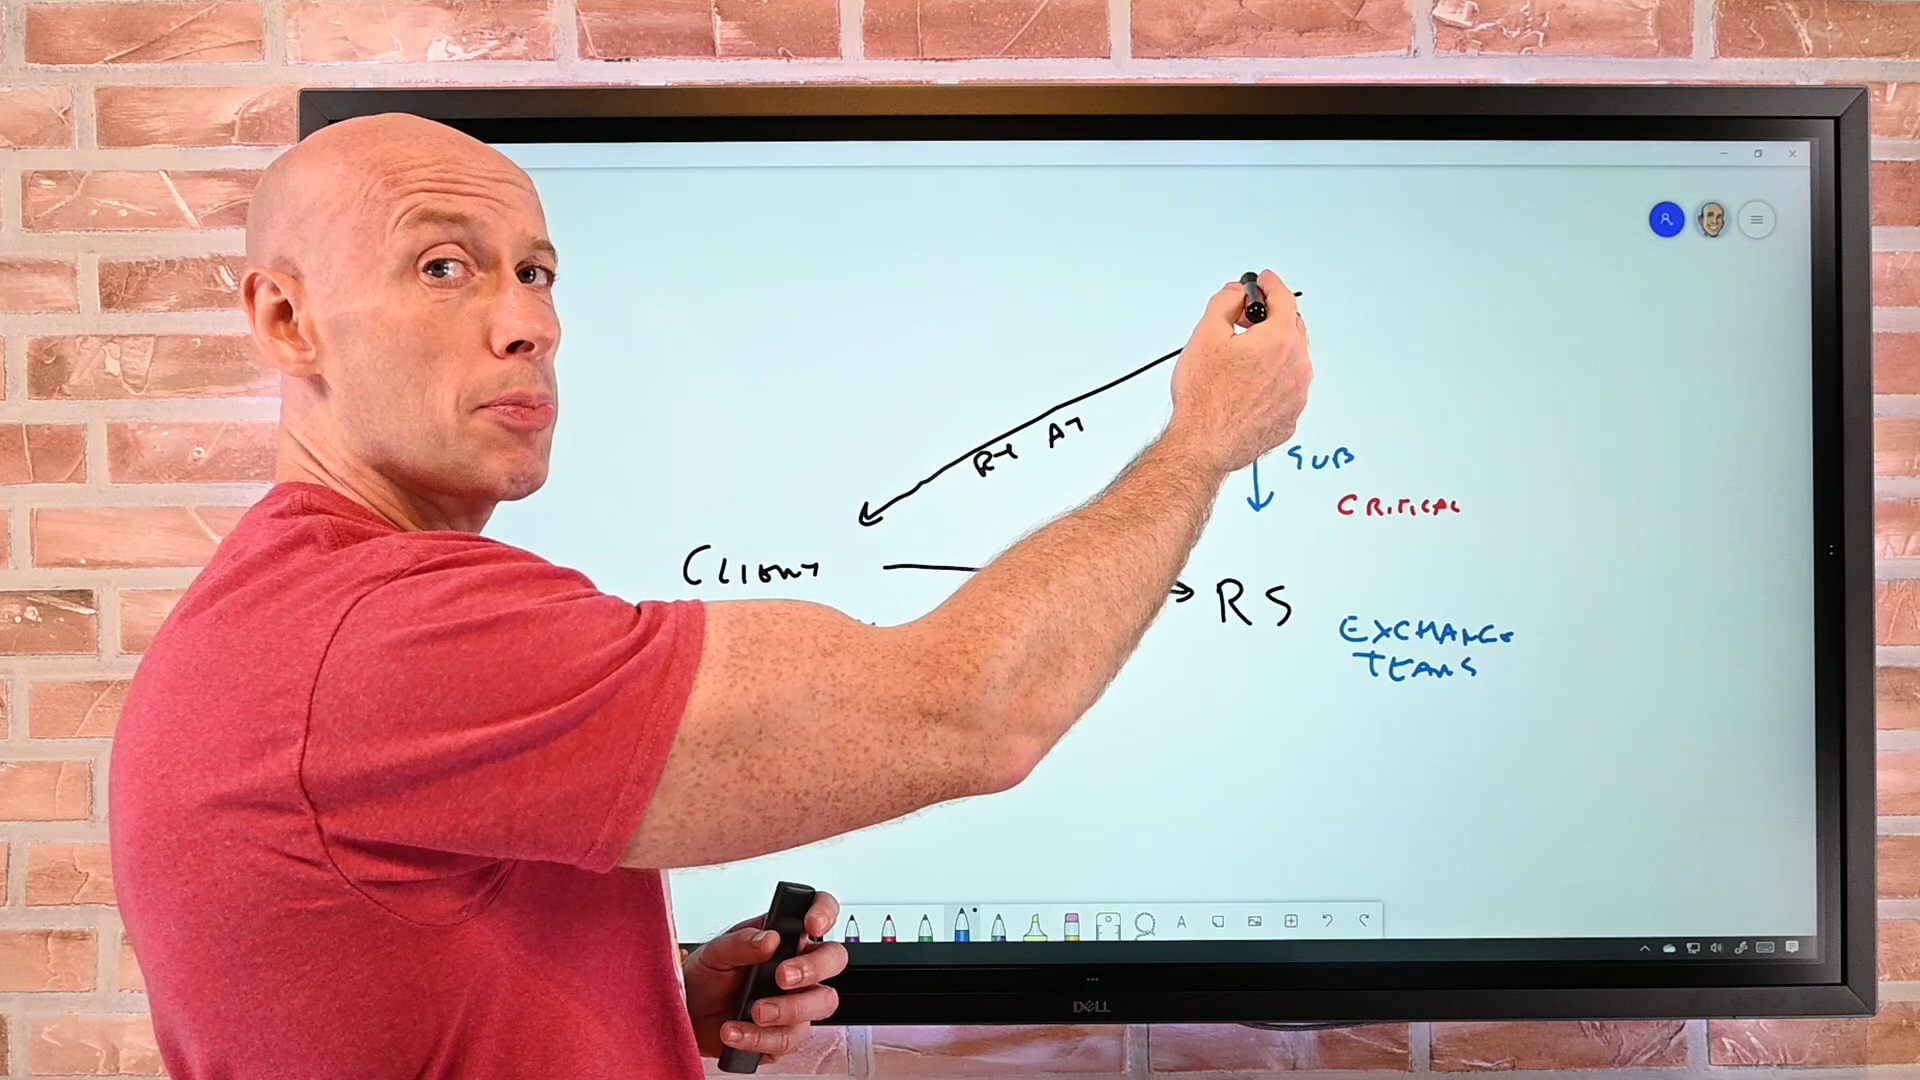 RT AT
SUB
CRITICAL
CLIENT
RS
EXCHANGE
TEAMS
A
DELL